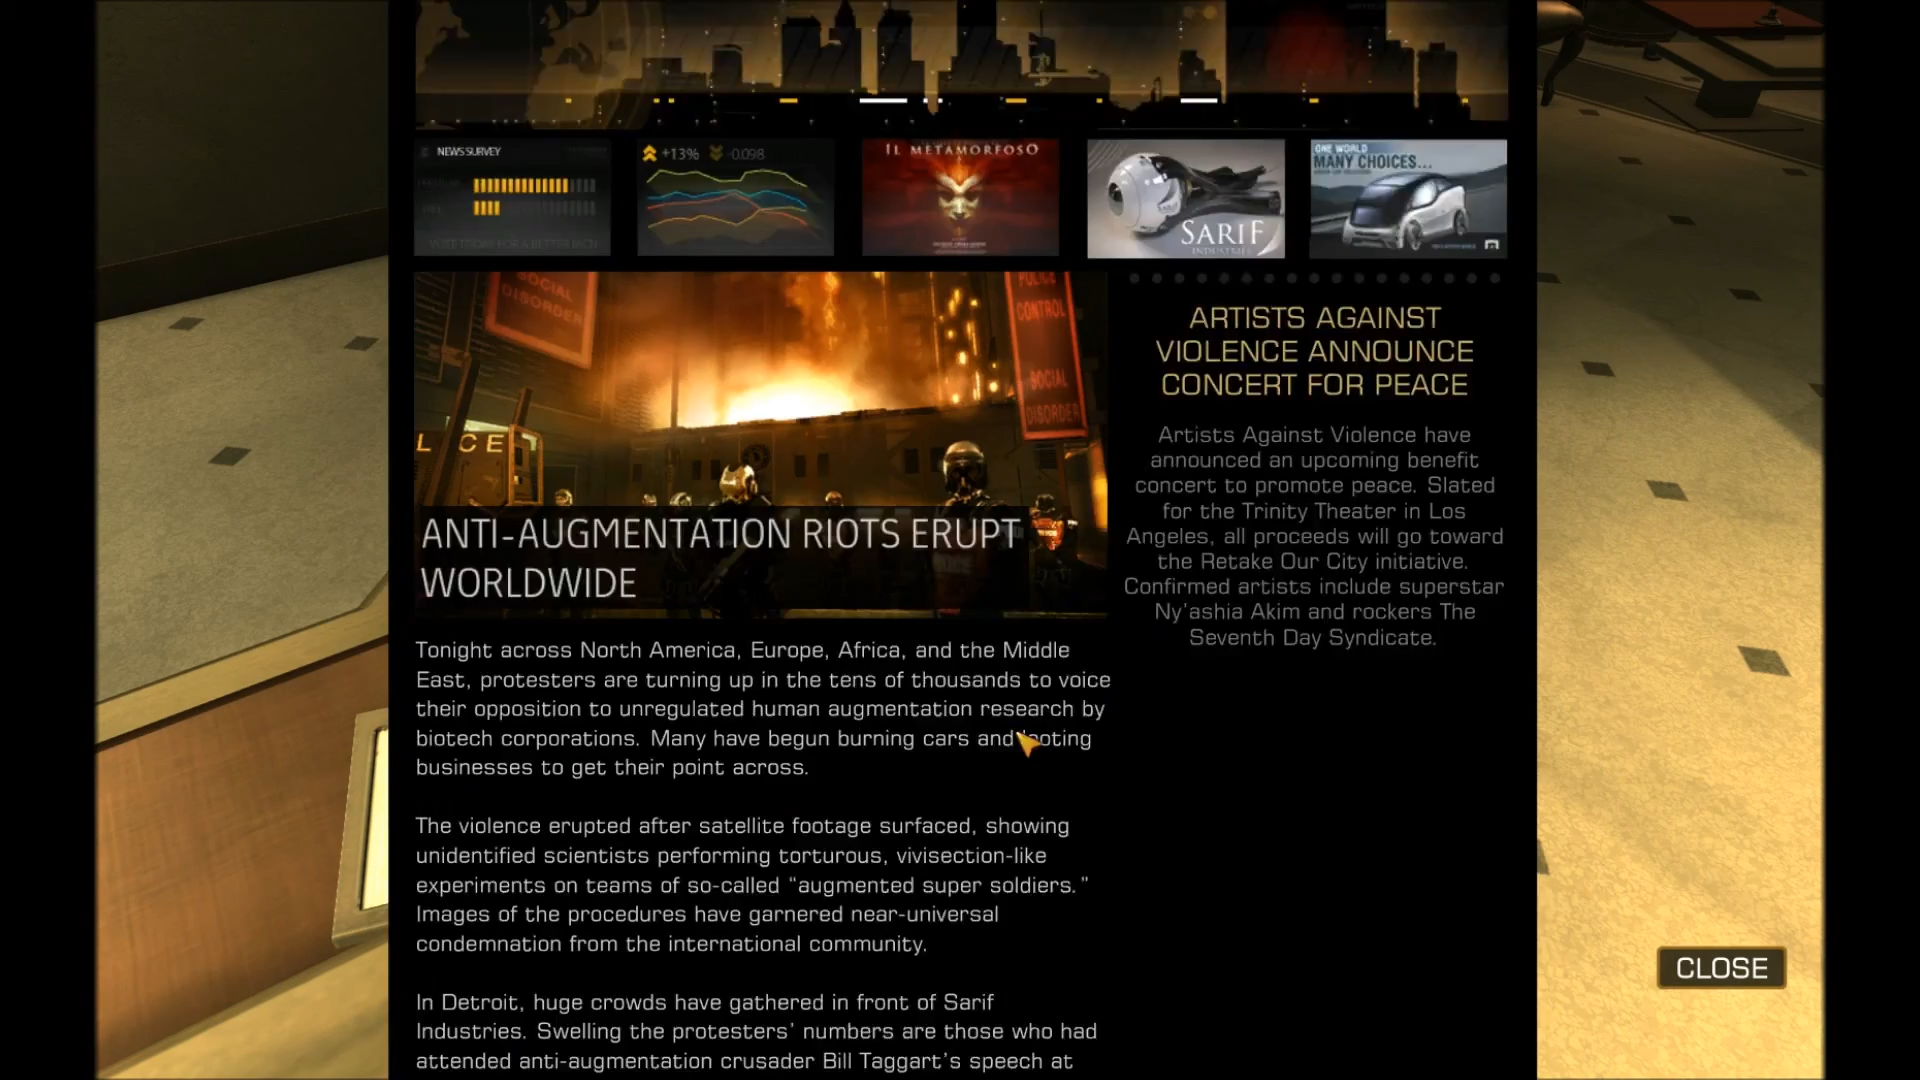 NEWS SURVEY
+13% -0.098
IL METAMORFOSO
SARIF
INDUSTRIES
ONE WORLD
MANY CHOICES...
SOCIAL
DISORDER
POLICE
CONTROL
SOCIAL
DISORDER
L CE
ANTI-AUGMENTATION RIOTS ERUPT
WORLDWIDE
Tonight across North America, Europe, Africa, and the Middle
East, protesters are turning up in the tens of thousands to voice
their opposition to unregulated human augmentation research by
biotech corporations. Many have begun burning cars and looting
businesses to get their point across.
The violence erupted after satellite footage surfaced, showing
unidentified scientists performing torturous, vivisection-like
experiments on teams of so-called “augmented super soldiers.”
Images of the procedures have garnered near-universal
condemnation from the international community.
In Detroit, huge crowds have gathered in front of Sarif
Industries. Swelling the protesters’ numbers are those who had
attended anti-augmentation crusader Bill Taggart’s speech at
ARTISTS AGAINST
VIOLENCE ANNOUNCE
CONCERT FOR PEACE
Artists Against Violence have
announced an upcoming benefit
concert to promote peace. Slated
for the Trinity Theater in Los
Angeles, all proceeds will go toward
the Retake Our City initiative.
Confirmed artists include superstar
Ny’ashia Akim and rockers The
Seventh Day Syndicate.
CLOSE